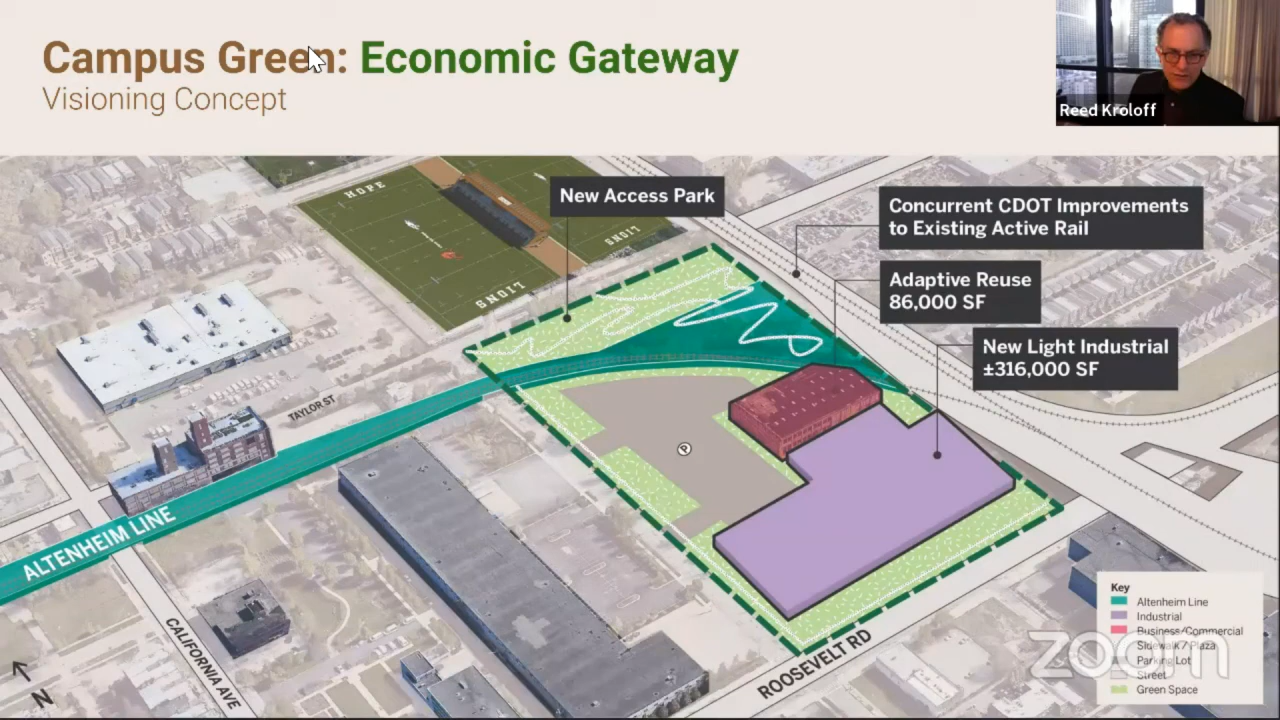 Campus Green: Economic Gateway
Visioning Concept
Reed Kroloff
HOPE
LIONS
LIONS
New Access Park
Concurrent CDOT Improvements
to Existing Active Rail
Adaptive Reuse
86,000 SF
New Light Industrial
±316,000 SF
TAYLOR ST
P
ALTENHEIM LINE
CALIFORNIA AVE
ROOSEVELT RD
N
Key
Altenheim Line
Industrial
Business/Commercial
Sidewalk / Plaza
Parking Lot
Street
Green Space
zoom